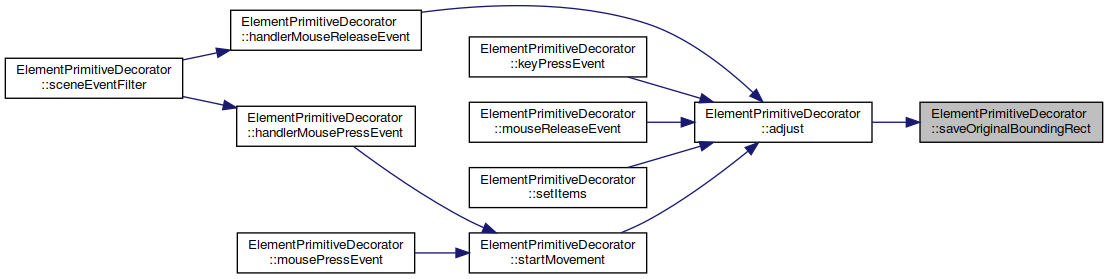 ElementPrimitiveDecorator
::handlerMouseReleaseEvent
ElementPrimitiveDecorator
::keyPressEvent
ElementPrimitiveDecorator
::sceneEventFilter
ElementPrimitiveDecorator
::handlerMousePressEvent
ElementPrimitiveDecorator
::mouseReleaseEvent
ElementPrimitiveDecorator
::adjust
ElementPrimitiveDecorator
::saveOriginalBoundingRect
ElementPrimitiveDecorator
::setItems
ElementPrimitiveDecorator
::mousePressEvent
ElementPrimitiveDecorator
::startMovement